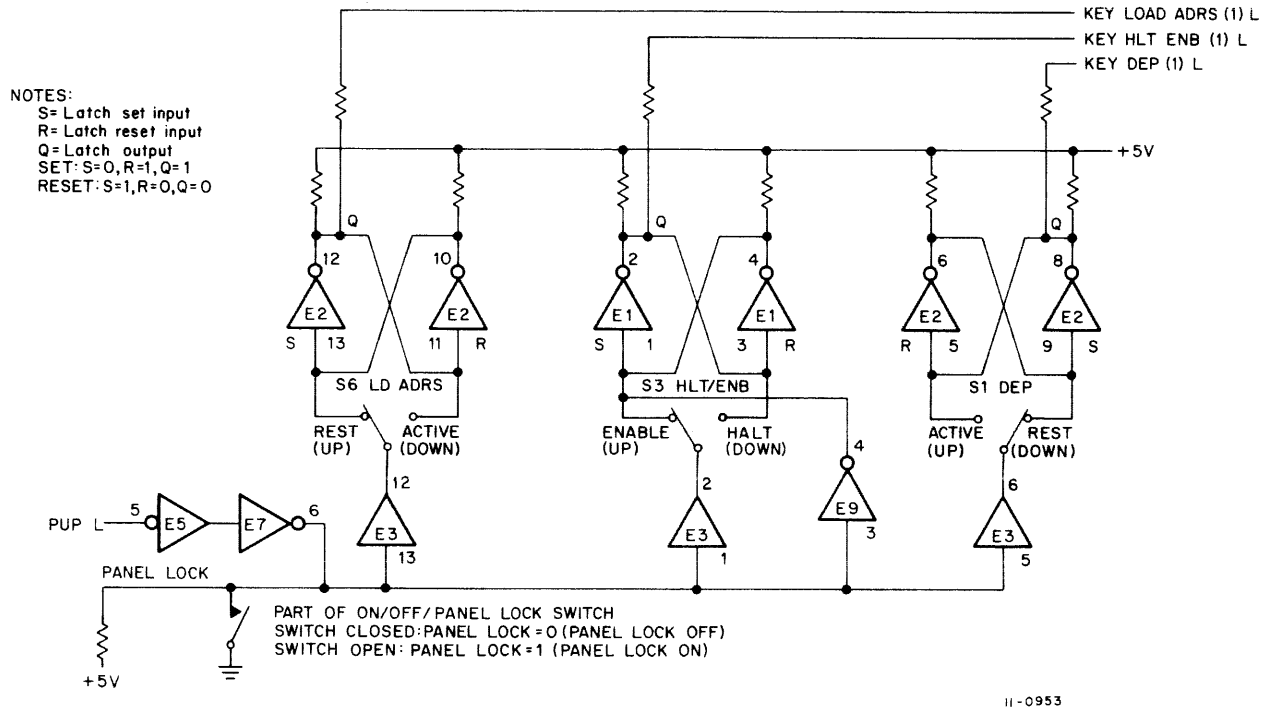 KEY LOAD ADRS (1) L
KEY HLT ENB (1) L
KEY DEP (1) L
NOTES:
S= Latch set input
R= Latch reset input
Q= Latch output
SET: S=0, R=1, Q=1
RESET: S=1, R=0, Q=0
+5V
Q
Q
Q
12
10
2
4
6
8
E2
E2
E1
E1
E2
E2
S 13
11 R
S 1
3 R
R 5
9 S
S6 LD ADRS
S3 HLT/ENB
S1 DEP
REST (UP)
ACTIVE (DOWN)
ENABLE (UP)
HALT (DOWN)
ACTIVE (UP)
REST (DOWN)
4
12
2
6
PUP L
5
E5
E7
6
E3
E3
E9
E3
13
1
3
5
PANEL LOCK
PART OF ON/OFF/PANEL LOCK SWITCH
SWITCH CLOSED: PANEL LOCK=0 (PANEL LOCK OFF)
SWITCH OPEN: PANEL LOCK=1 (PANEL LOCK ON)
+5V
11-0953